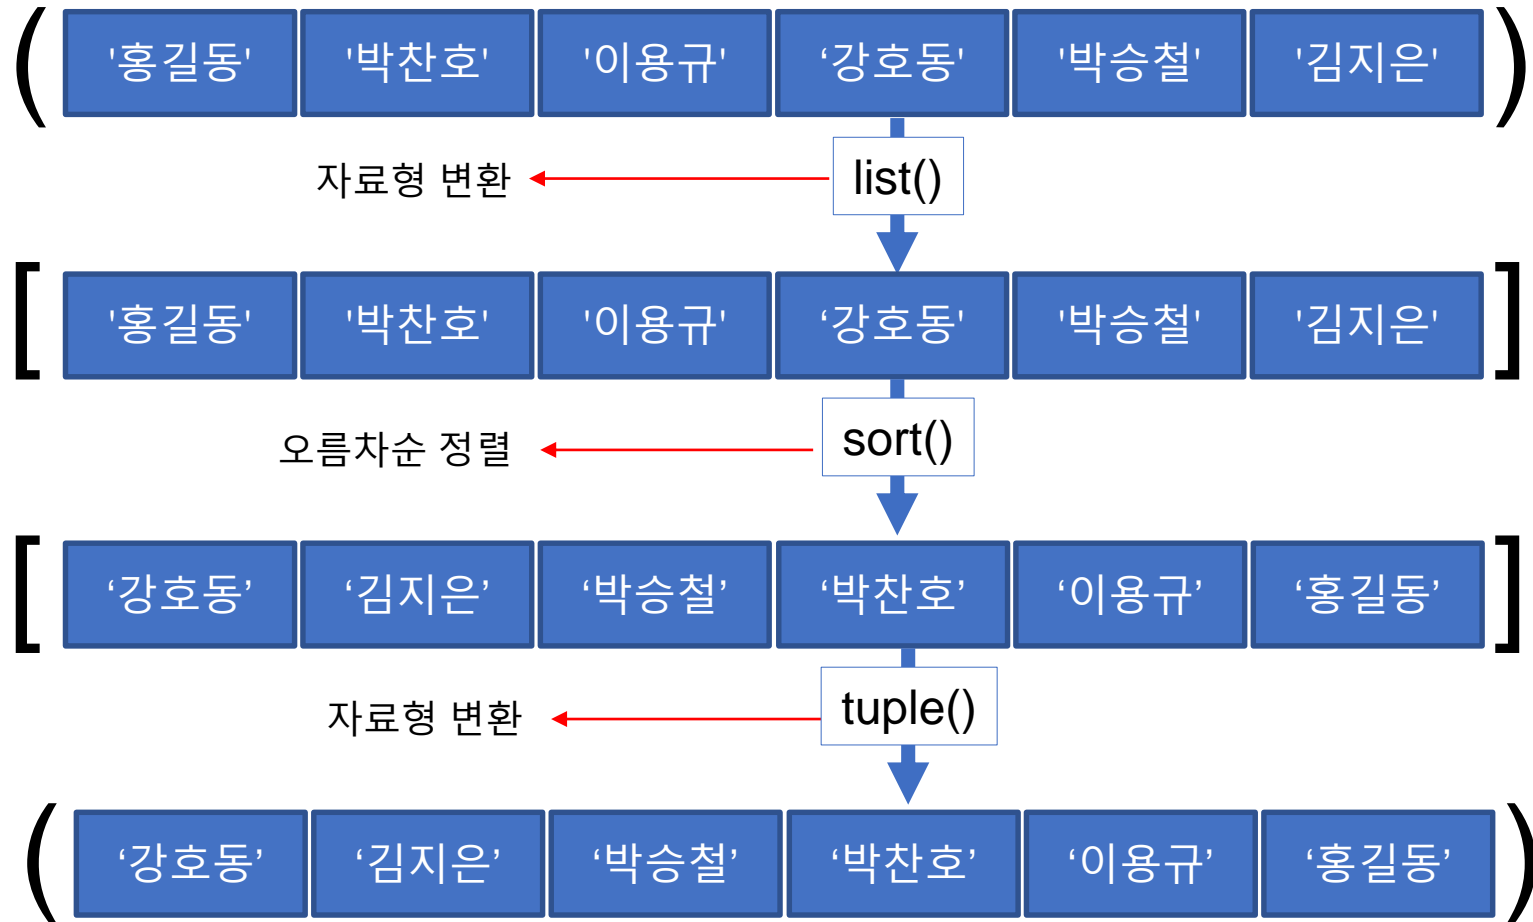 ( '홍길동' '박찬호' '이용규' ‘강호동' '박승철' '김지은' )
자료형 변환 list()
[ '홍길동' '박찬호' '이용규' ‘강호동' '박승철' '김지은' ]
오름차순 정렬 sort()
[ ‘강호동’ ‘김지은’ ‘박승철’ ‘박찬호’ ‘이용규’ ‘홍길동’ ]
자료형 변환 tuple()
( ‘강호동’ ‘김지은’ ‘박승철’ ‘박찬호’ ‘이용규’ ‘홍길동’ )